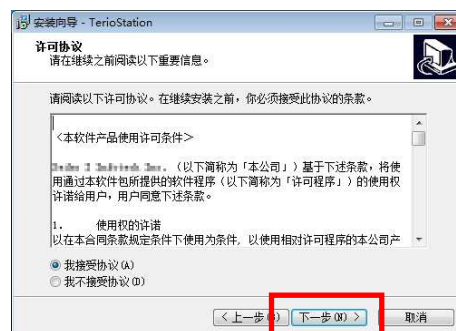 安装向导 - TerioStation
许可协议
请在继续之前阅读以下重要信息。
请阅读以下许可协议。在继续安装之前，你必须接受此协议的条款。
<本软件产品使用许可条件>
（以下简称为「本公司」）基于下述条款，将使
用通过本软件包所提供的软件程序（以下简称为「许可程序」）的使用权
许诺给用户，用户同意下述条款。
1. 使用权的许诺
以在本合同条款规定条件下使用为条件，以使用相对许可程序的本公司产
我接受协议(A)
我不接受协议(D)
<上一步(B)
下一步(N) >
取消